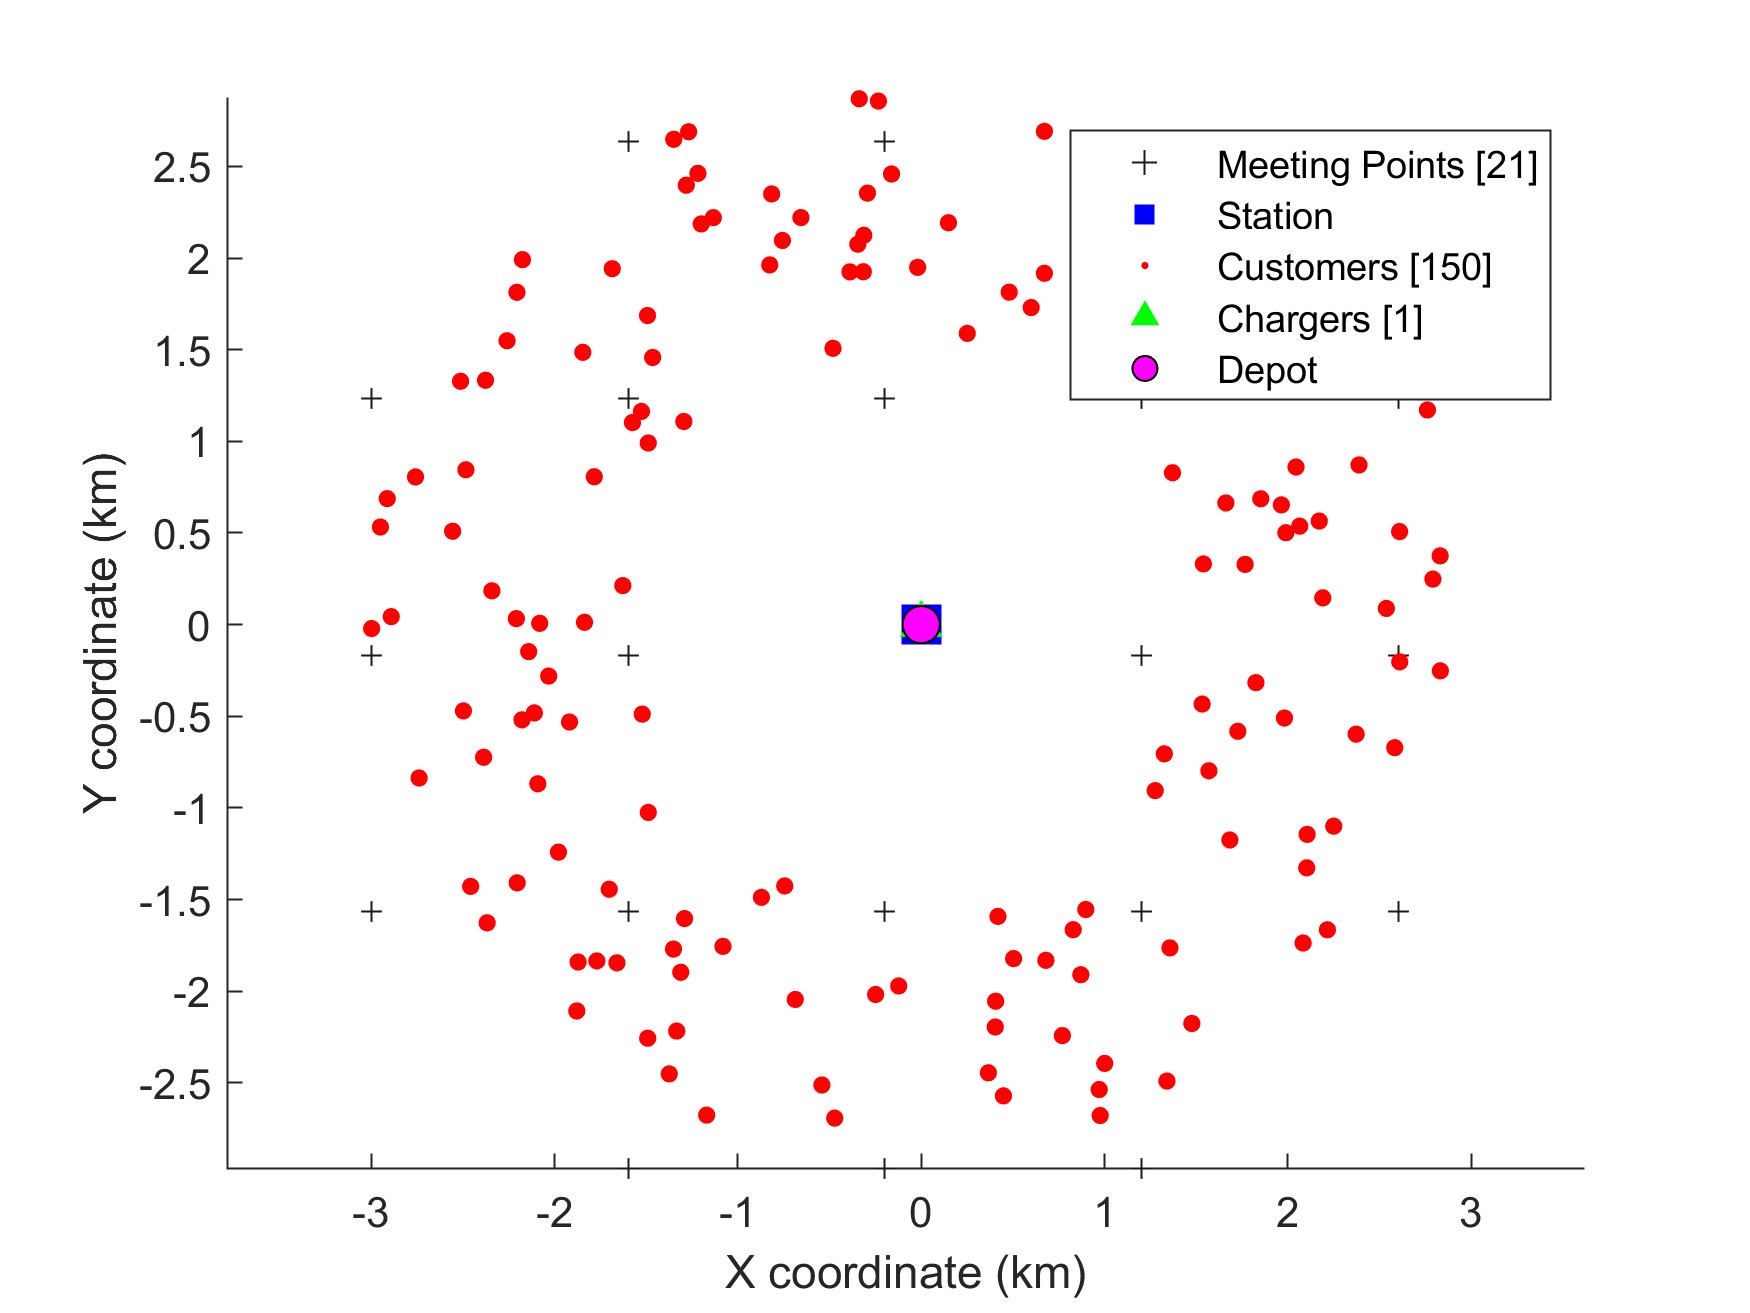 Meeting Points [21]
Station
Customers [150]
Chargers [1]
Depot
2.5
2
1.5
1
0.5
0
-0.5
-1
-1.5
-2
-2.5
Y coordinate (km)
-3 -2 -1 0 1 2 3
X coordinate (km)